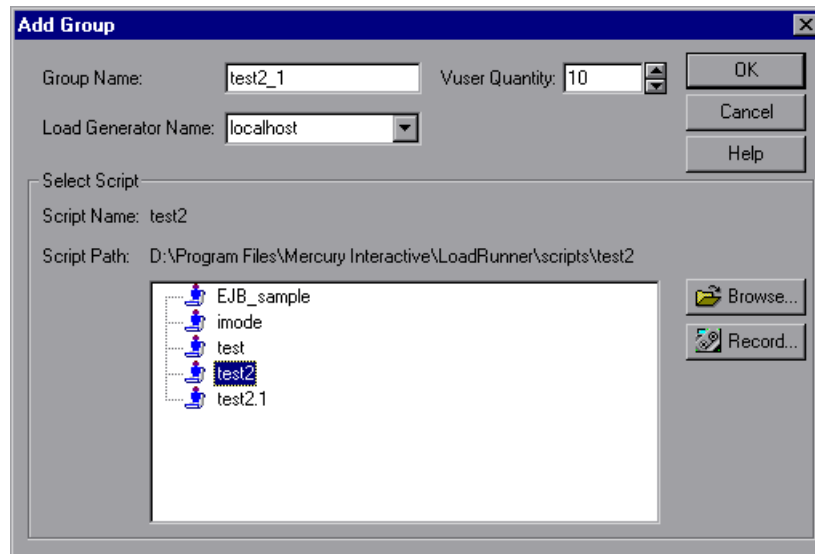 Add Group
Group Name: test2_1 Vuser Quantity: 10 OK
Cancel
Load Generator Name: localhost
Help
Select Script
Script Name: test2
Script Path: D:\Program Files\Mercury Interactive\LoadRunner\scripts\test2
EJB_sample
imode
test
test2
test2.1
Browse...
Record...